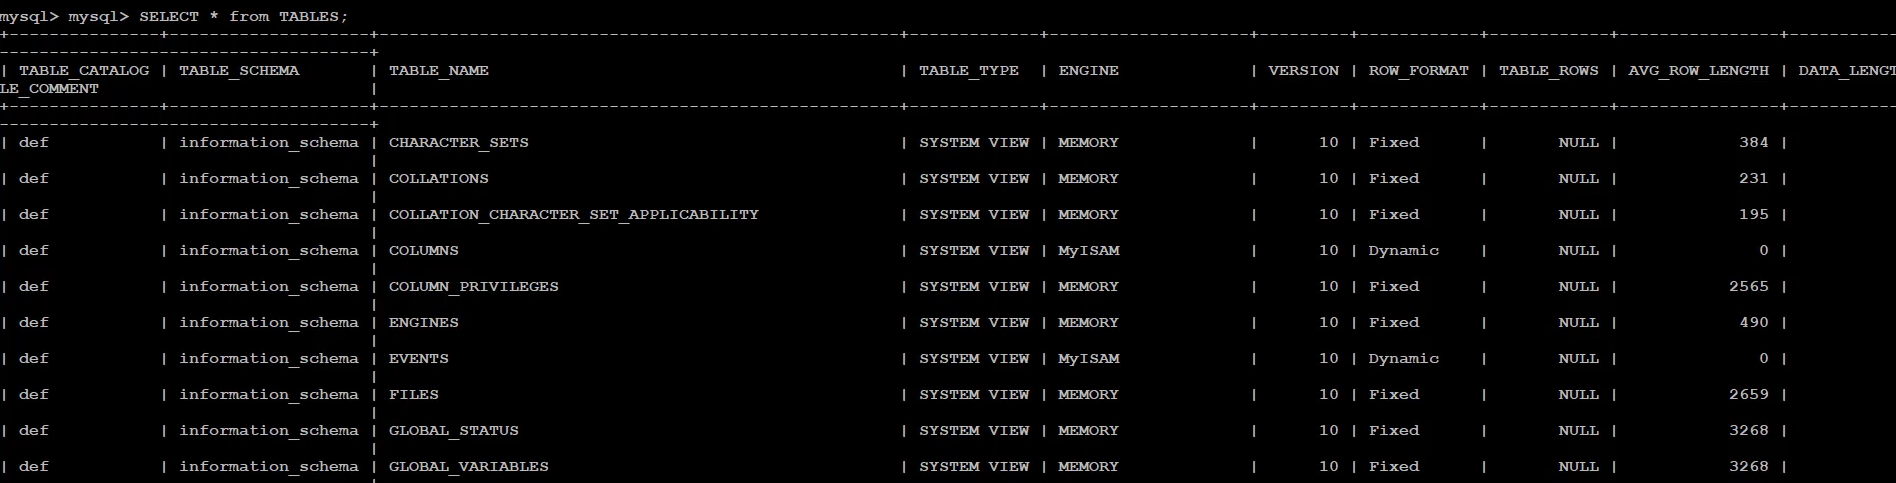 mysql> mysql> SELECT * from TABLES;
+---------------+--------------------+----------------------------------------------------+-------------+--------------------+---------+------------+------------+----------------+-----------
-------------------------------------+
| TABLE_CATALOG | TABLE_SCHEMA       | TABLE_NAME                                         | TABLE_TYPE  | ENGINE             | VERSION | ROW_FORMAT | TABLE_ROWS | AVG_ROW_LENGTH | DATA_LENGT
LE_COMMENT                           |
+---------------+--------------------+----------------------------------------------------+-------------+--------------------+---------+------------+------------+----------------+-----------
-------------------------------------+
| def           | information_schema | CHARACTER_SETS                                     | SYSTEM VIEW | MEMORY             |      10 | Fixed      |       NULL |            384 |
                                     |
| def           | information_schema | COLLATIONS                                         | SYSTEM VIEW | MEMORY             |      10 | Fixed      |       NULL |            231 |
                                     |
| def           | information_schema | COLLATION_CHARACTER_SET_APPLICABILITY              | SYSTEM VIEW | MEMORY             |      10 | Fixed      |       NULL |            195 |
                                     |
| def           | information_schema | COLUMNS                                            | SYSTEM VIEW | MyISAM             |      10 | Dynamic    |       NULL |              0 |
                                     |
| def           | information_schema | COLUMN_PRIVILEGES                                  | SYSTEM VIEW | MEMORY             |      10 | Fixed      |       NULL |           2565 |
                                     |
| def           | information_schema | ENGINES                                            | SYSTEM VIEW | MEMORY             |      10 | Fixed      |       NULL |            490 |
                                     |
| def           | information_schema | EVENTS                                             | SYSTEM VIEW | MyISAM             |      10 | Dynamic    |       NULL |              0 |
                                     |
| def           | information_schema | FILES                                              | SYSTEM VIEW | MEMORY             |      10 | Fixed      |       NULL |           2659 |
                                     |
| def           | information_schema | GLOBAL_STATUS                                      | SYSTEM VIEW | MEMORY             |      10 | Fixed      |       NULL |           3268 |
                                     |
| def           | information_schema | GLOBAL_VARIABLES                                   | SYSTEM VIEW | MEMORY             |      10 | Fixed      |       NULL |           3268 |